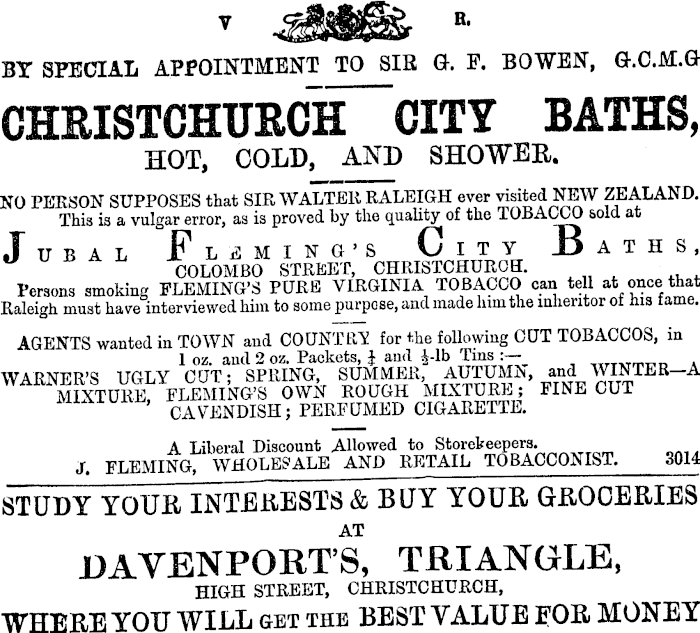 V R.
BY SPECIAL APPOINTMENT TO SIR G. F. BOWEN, G.C.M.G
CHRISTCHURCH CITY BATHS,
HOT, COLD, AND SHOWER.
NO PERSON SUPPOSES that SIR WALTER RALEIGH ever visited NEW ZEALAND.
This is a vulgar error, as is proved by the quality of the TOBACCO sold at
JUBAL FLEMING'S CITY BATHS,
COLOMBO STREET, CHRISTCHURCH.
Persons smoking FLEMING'S PURE VIRGINIA TOBACCO can tell at once that
Raleigh must have interviewed him to some purpose, and made him the inheritor of his fame.
AGENTS wanted in TOWN and COUNTRY for the following CUT TOBACCOS, in
1 oz. and 2 oz. Packets, ¼ and ½-lb Tins :—
WARNER'S UGLY CUT; SPRING, SUMMER, AUTUMN, and WINTER—A
MIXTURE, FLEMING'S OWN ROUGH MIXTURE; FINE CUT
CAVENDISH; PERFUMED CIGARETTE.
A Liberal Discount Allowed to Storekeepers.
J. FLEMING, WHOLESALE AND RETAIL TOBACCONIST. 3014
STUDY YOUR INTERESTS & BUY YOUR GROCERIES
AT
DAVENPORT'S, TRIANGLE,
HIGH STREET, CHRISTCHURCH,
WHERE YOU WILL GET THE BEST VALUE FOR MONEY